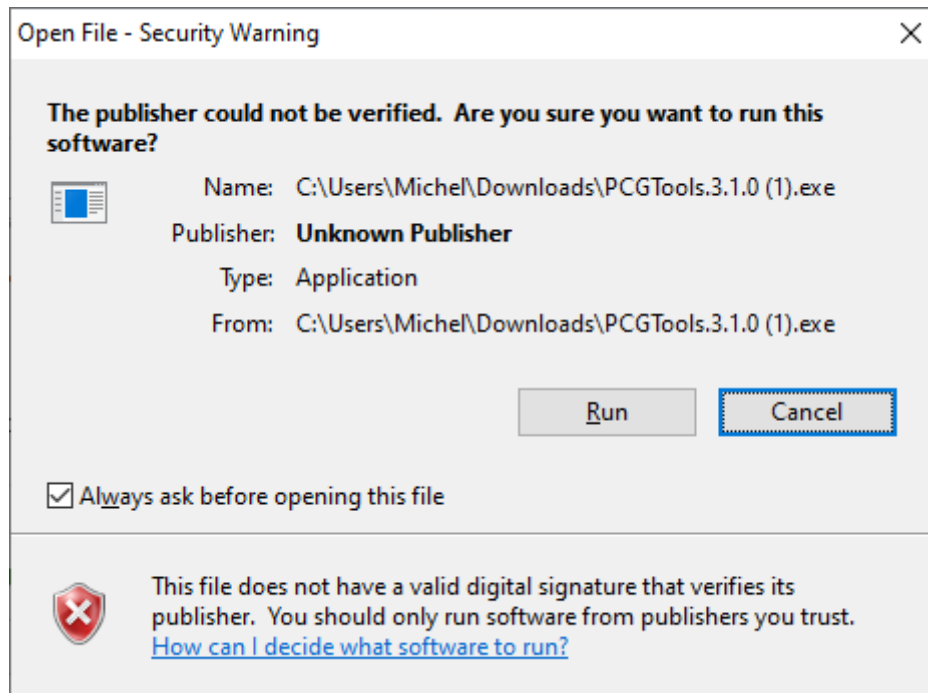 Open File - Security Warning
The publisher could not be verified.  Are you sure you want to run this
software?
Name: C:\Users\Michel\Downloads\PCGTools.3.1.0 (1).exe
Publisher: Unknown Publisher
Type: Application
From: C:\Users\Michel\Downloads\PCGTools.3.1.0 (1).exe
Run Cancel
Always ask before opening this file
This file does not have a valid digital signature that verifies its
publisher.  You should only run software from publishers you trust.
How can I decide what software to run?